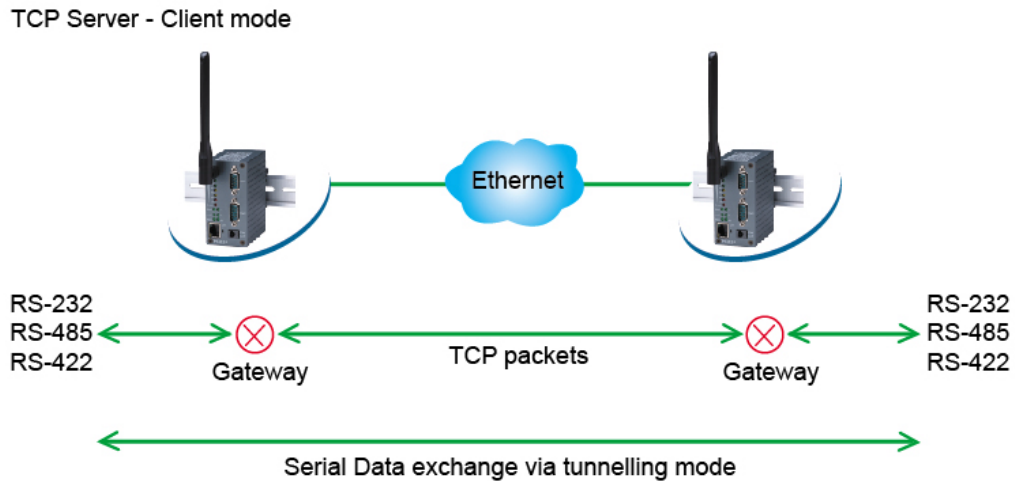 TCP Server - Client mode
Ethernet
RS-232
RS-485
RS-422
Gateway
TCP packets
Gateway
RS-232
RS-485
RS-422
Serial Data exchange via tunnelling mode